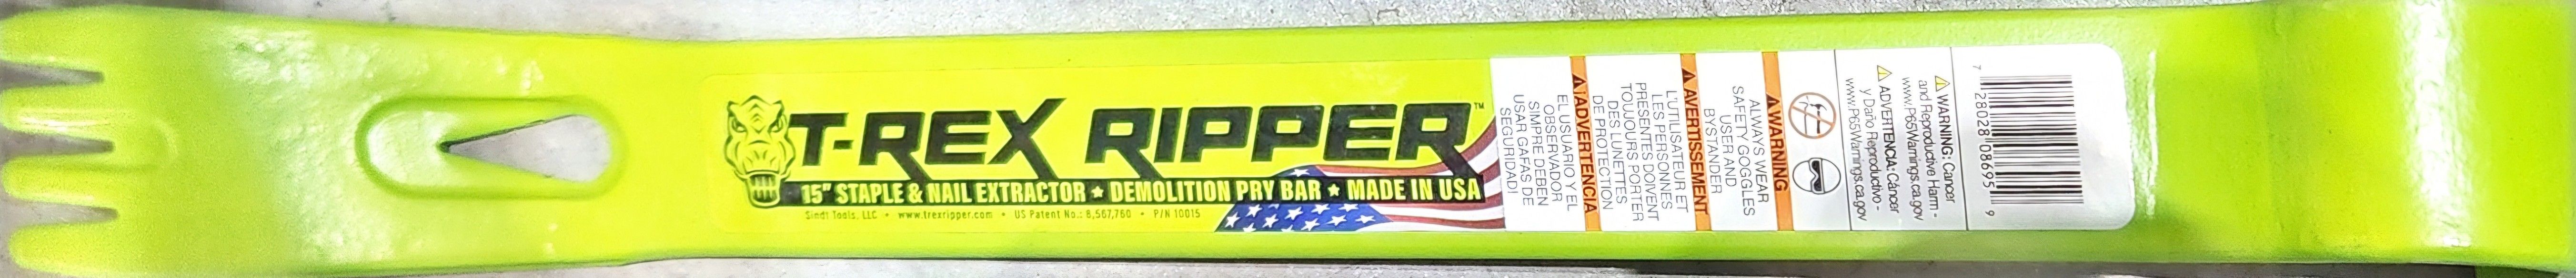 T-REX RIPPER™
15" STAPLE & NAIL EXTRACTOR ★ DEMOLITION PRY BAR ★ MADE IN USA
Sindt Tools, LLC • www.trexripper.com • US Patent No.: 8,567,760 • P/N 10015
⚠WARNING
ALWAYS WEAR
SAFETY GOGGLES
USER AND
BYSTANDER
⚠AVERTISSEMENT
L'UTILISATEUR ET
LES PERSONNES
PRÉSENTES DOIVENT
TOUJOURS PORTER
DES LUNETTES
DE PROTECTION
⚠¡ADVERTENCIA
EL USUARIO Y EL
OBSERVADOR
SIMPRE DEBEN
USAR GAFAS DE
SEGURIDAD!
⚠WARNING: Cancer
and Reproductive Harm -
www.P65Warnings.ca.gov
⚠ADVERTENCIA: Cáncer
y Daño Reproductivo -
www.P65Warnings.ca.gov
7 28028 08695 9